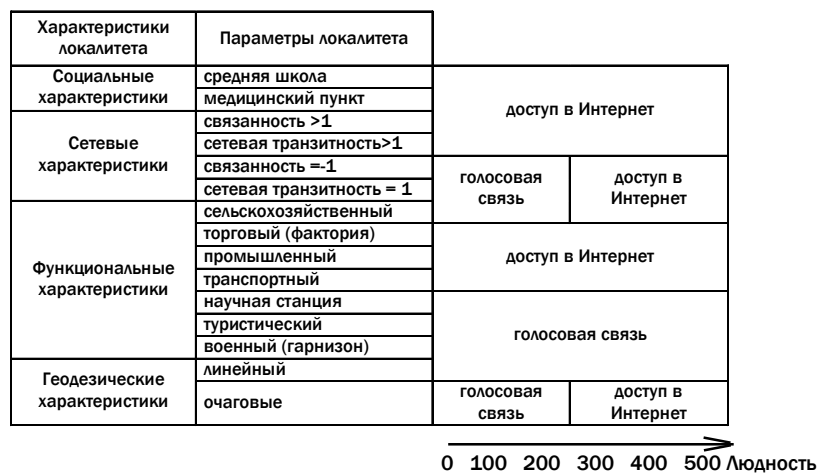 Характеристики
локалитета
Параметры локалитета
Социальные
характеристики
средняя школа
медицинский пункт
доступ в Интернет
Сетевые
характеристики
связанность >1
сетевая транзитность>1
связанность =-1
сетевая транзитность = 1
голосовая
связь
доступ в
Интернет
Функциональные
характеристики
сельскохозяйственный
торговый (фактория)
промышленный
транспортный
доступ в Интернет
научная станция
туристический
военный (гарнизон)
голосовая связь
Геодезические
характеристики
линейный
очаговые
голосовая
связь
доступ в
Интернет
0 100 200 300 400 500 Людность